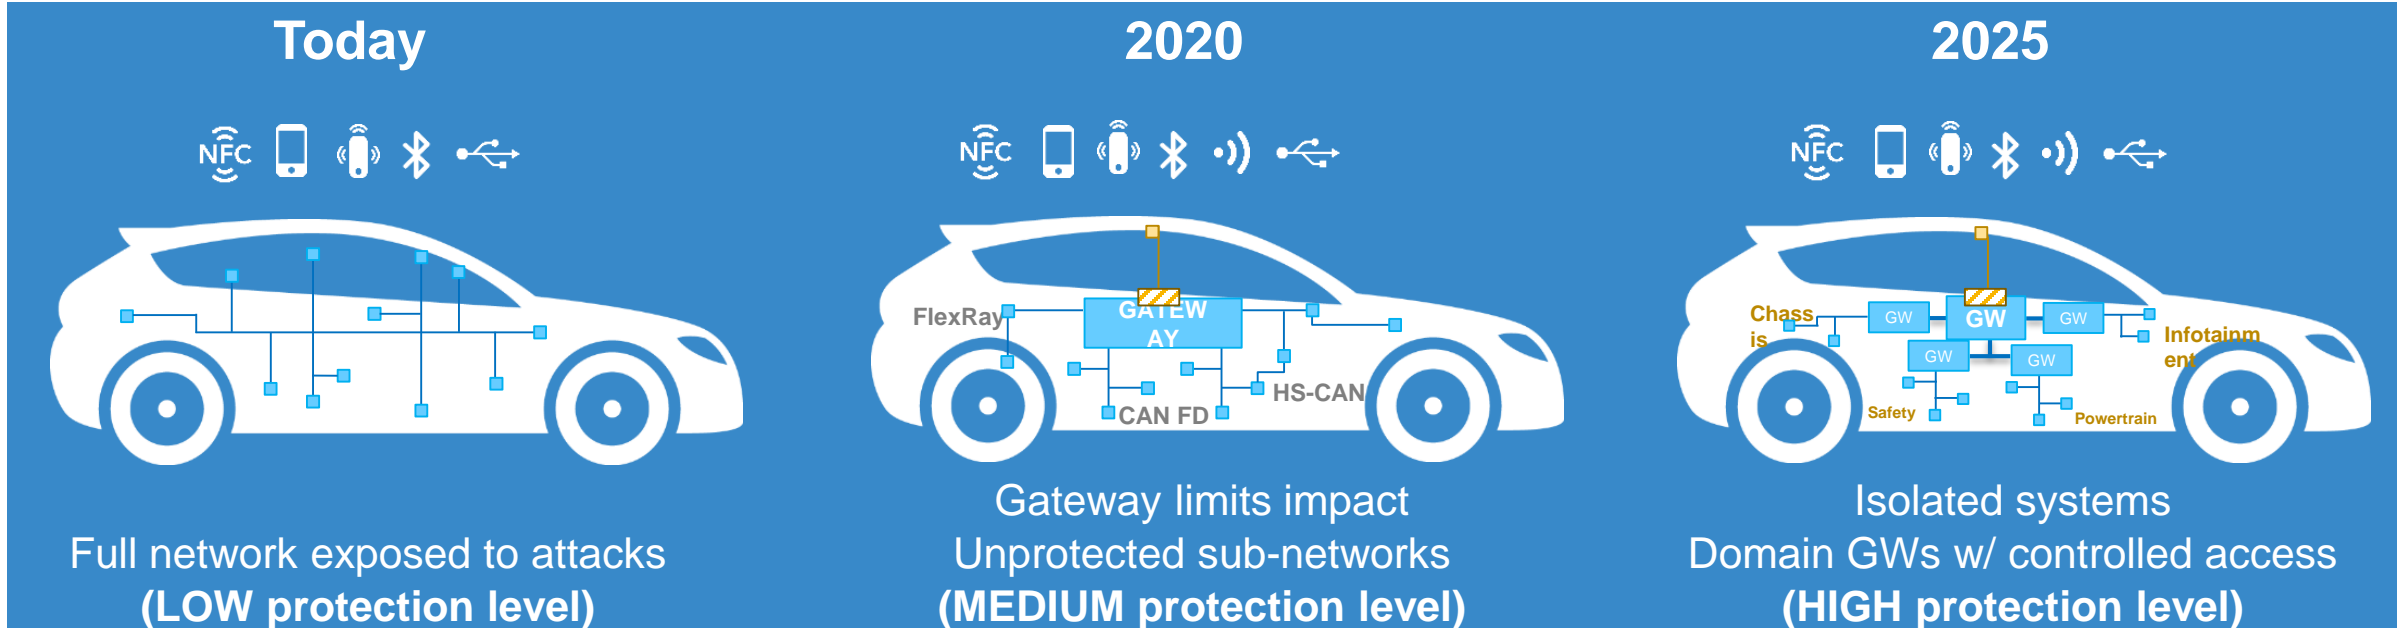 Today
NFC
Full network exposed to attacks
(LOW protection level)
2020
NFC
FlexRay
GATEW
AY
HS-CAN
CAN FD
Gateway limits impact
Unprotected sub-networks
(MEDIUM protection level)
2025
NFC
Chass
is
GW
GW
GW
Infotainm
ent
GW
GW
Safety
Powertrain
Isolated systems
Domain GWs w/ controlled access
(HIGH protection level)